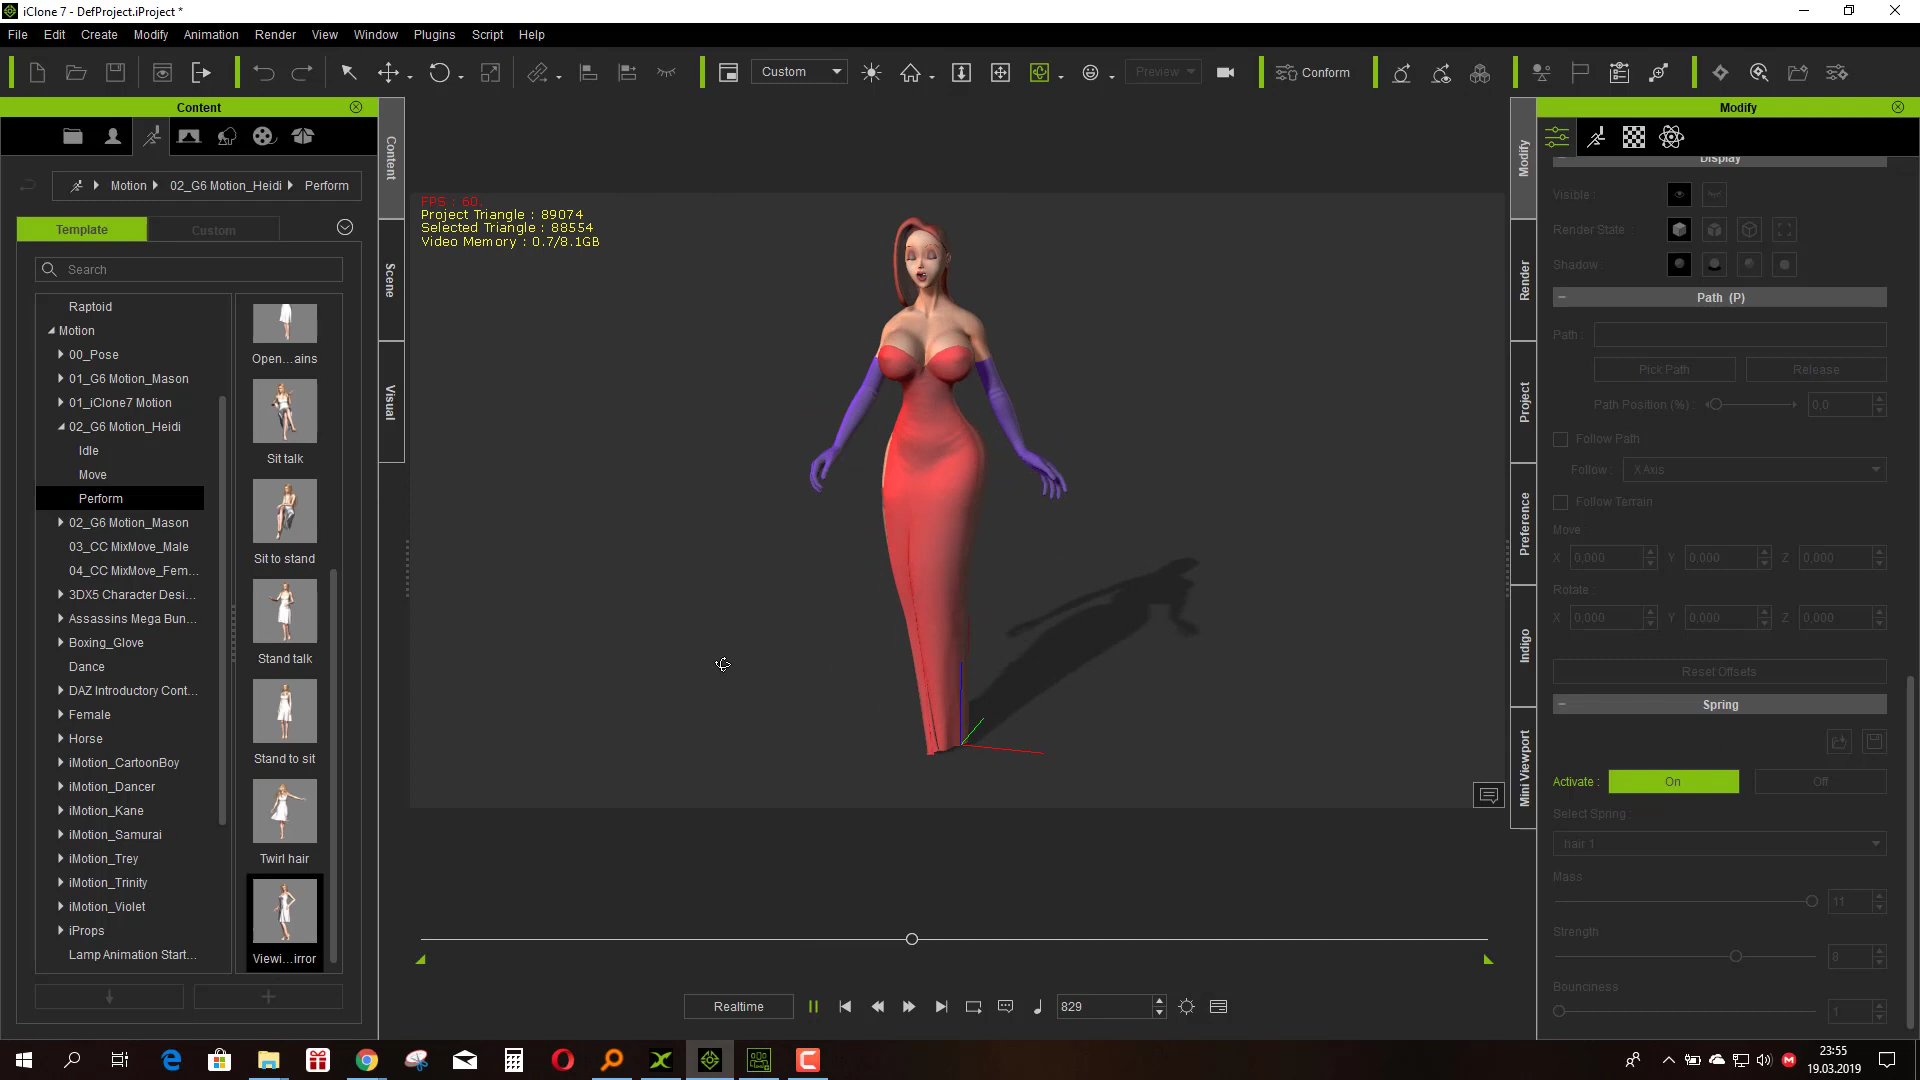 iClone 7 - DefProject.iProject *
File Edit Create Modify Animation Render View Window Plugins Script Help
Custom
Preview
Conform
Content
Motion 02_G6 Motion_Heidi Perform
Template Custom
Search
Raptoid
Motion
00_Pose
01_G6 Motion_Mason
01_iClone7 Motion
02_G6 Motion_Heidi
Idle
Move
Perform
02_G6 Motion_Mason
03_CC MixMove_Male
04_CC MixMove_Fem...
3DX5 Character Desi...
Assassins Mega Bun...
Boxing_Glove
Dance
DAZ Introductory Cont...
Female
Horse
iMotion_CartoonBoy
iMotion_Dancer
iMotion_Kane
iMotion_Samurai
iMotion_Trey
iMotion_Trinity
iMotion_Violet
iProps
Lamp Animation Start...
Open...ains
Sit talk
Sit to stand
Stand talk
Stand to sit
Twirl hair
Viewi...irror
Content
Scene
Visual
FPS : 60.
Project Triangle : 89074
Selected Triangle : 88554
Video Memory : 0.7/8.1GB
Realtime
829
Modify
Render
Project
Preference
Indigo
Mini Viewport
Modify
Display
Visible :
Render State :
Shadow :
Path (P)
Path :
Pick Path Release
Path Position (%) : 0,0
Follow Path
Follow : X Axis
Follow Terrain
Move :
X 0,000 Y 0,000 Z 0,000
Rotate :
X 0,000 Y 0,000 Z 0,000
Reset Offsets
Spring
Activate : On Off
Select Spring :
hair 1
Mass
11
Strength
8
Bounciness
1
23:55
19.03.2019